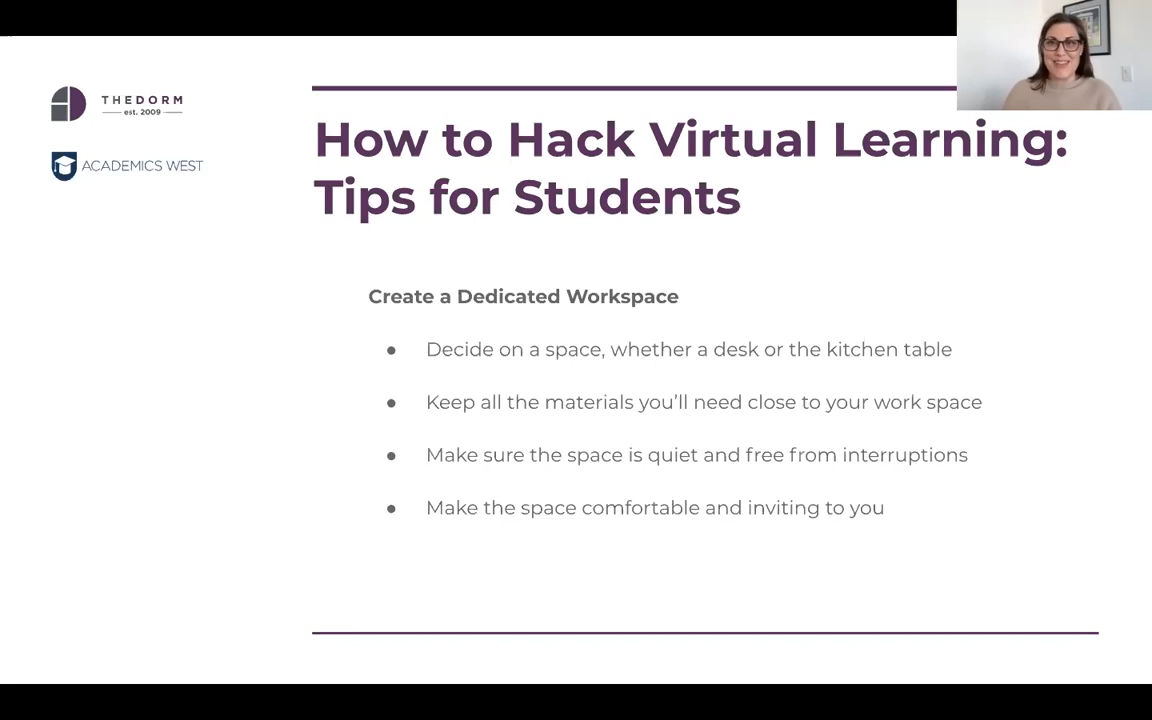 THEDORM
est. 2009
ACADEMICS WEST
How to Hack Virtual Learning:
Tips for Students
Create a Dedicated Workspace
● Decide on a space, whether a desk or the kitchen table
● Keep all the materials you’ll need close to your work space
● Make sure the space is quiet and free from interruptions
● Make the space comfortable and inviting to you